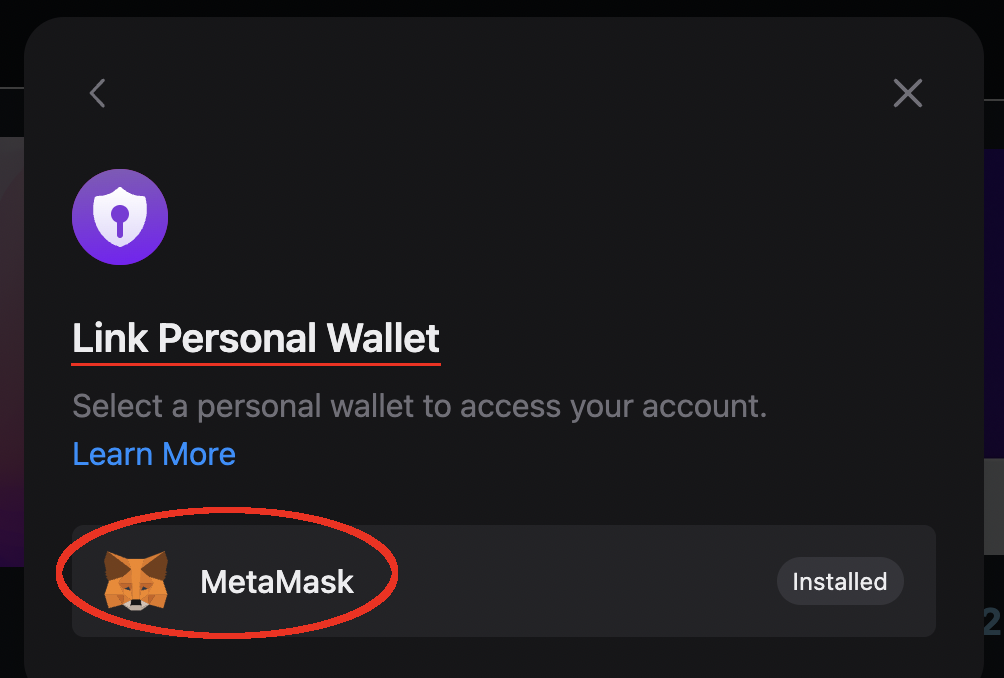 Link Personal Wallet
Select a personal wallet to access your account.
Learn More
MetaMask
Installed
2